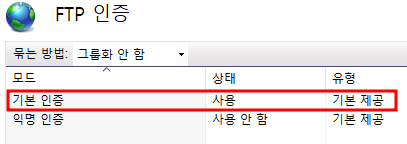 FTP 인증
묶는 방법: 그룹화 안 함
모드 상태 유형
기본 인증 사용 기본 제공
익명 인증 사용 안 함 기본 제공